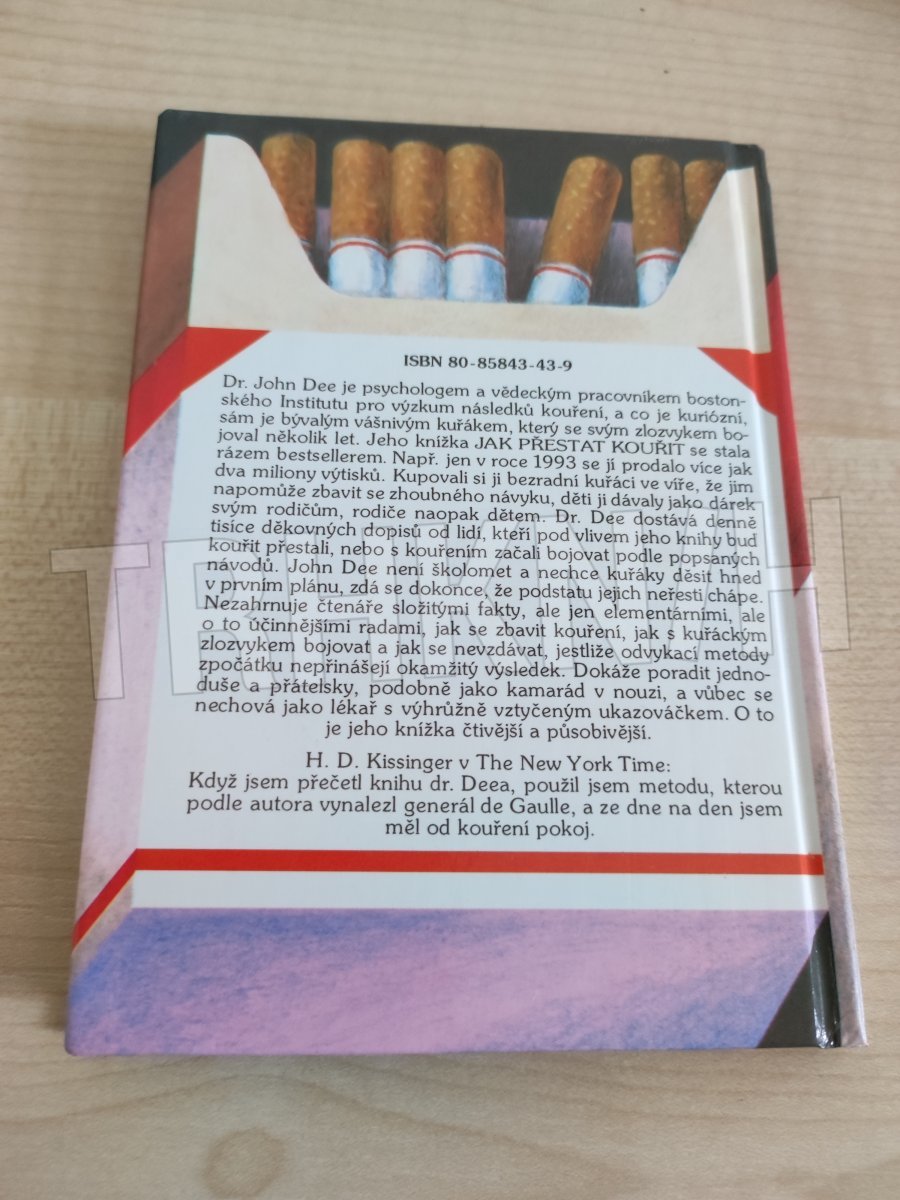 ISBN 80-85843-43-9
Dr. John Dee je psychologem a vědeckým pracovníkem boston-
ského Institutu pro výzkum následků kouření, a co je kuriózní,
sám je bývalým vášnivým kuřákem, který se svým zlozvykem bo-
joval několik let. Jeho knížka JAK PŘESTAT KOUŘIT se stala
rázem bestsellerem. Např. jen v roce 1993 se jí prodalo více jak
dva miliony výtisků. Kupovali si ji bezradní kuřáci ve víře, že jim
napomůže zbavit se zhoubného návyku, děti ji dávaly jako dárek
svým rodičům, rodiče naopak dětem. Dr. Dee dostává denně
tisíce děkovných dopisů od lidí, kteří pod vlivem jeho knihy buď
kouřit přestali, nebo s kouřením začali bojovat podle popsaných
návodů. John Dee není školomet a nechce kuřáky děsit hned
v prvním plánu, zdá se dokonce, že podstatu jejich neřesti chápe.
Nezahrnuje čtenáře složitými fakty, ale jen elementárními, ale
o to účinnějšími radami, jak se zbavit kouření, jak s kuřáckým
zlozvykem bojovat a jak se nevzdávat, jestliže odvykací metody
zpočátku nepřinášejí okamžitý výsledek. Dokáže poradit jedno-
duše a přátelsky, podobně jako kamarád v nouzi, a vůbec se
nechová jako lékař s výhrůžně vztyčeným ukazováčkem. O to
je jeho knížka čtivější a působivější.
H. D. Kissinger v The New York Time:
Když jsem přečetl knihu dr. Deea, použil jsem metodu, kterou
podle autora vynalezl generál de Gaulle, a ze dne na den jsem
měl od kouření pokoj.